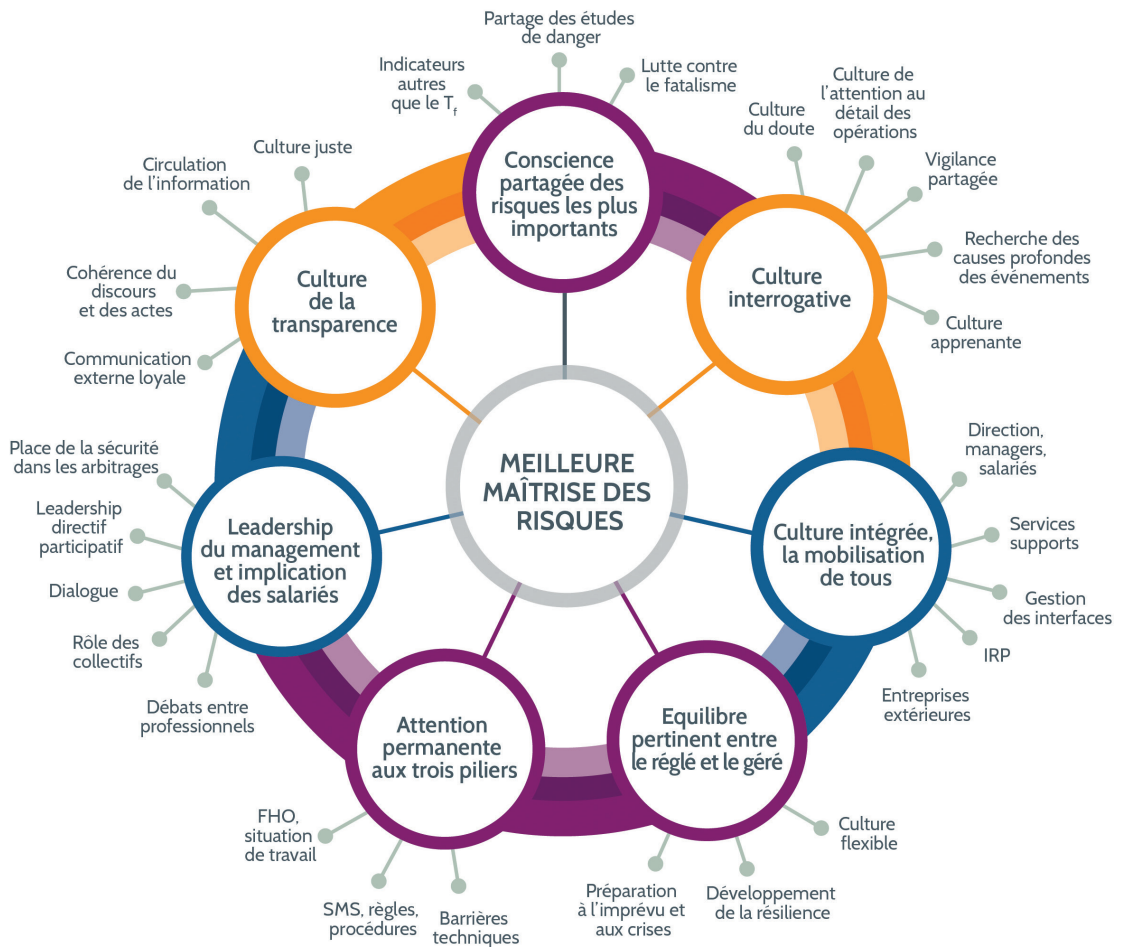 Partage des études
de danger
Indicateurs
autres
que le Tf
Lutte contre
le fatalisme
Conscience
partagée des
risques les plus
importants
Culture
du doute
Culture de
l'attention au
détail des
opérations
Vigilance
partagée
Recherche des
causes profondes
des événements
Culture
apprenante
Culture
interrogative
Direction,
managers,
salariés
Services
supports
Gestion
des interfaces
IRP
Entreprises
extérieures
Culture intégrée,
la mobilisation
de tous
Culture
flexible
Développement
de la résilience
Préparation
à l'imprévu et
aux crises
Equilibre
pertinent entre
le réglé et le géré
Barrières
techniques
SMS, règles,
procédures
FHO,
situation
de travail
Attention
permanente
aux trois piliers
Débats entre
professionnels
Rôle des
collectifs
Dialogue
Leadership
directif
participatif
Place de la sécurité
dans les arbitrages
Leadership
du management
et implication
des salariés
Communication
externe loyale
Cohérence du
discours
et des actes
Circulation
de l'information
Culture juste
Culture
de la
transparence
MEILLEURE
MAÎTRISE DES
RISQUES